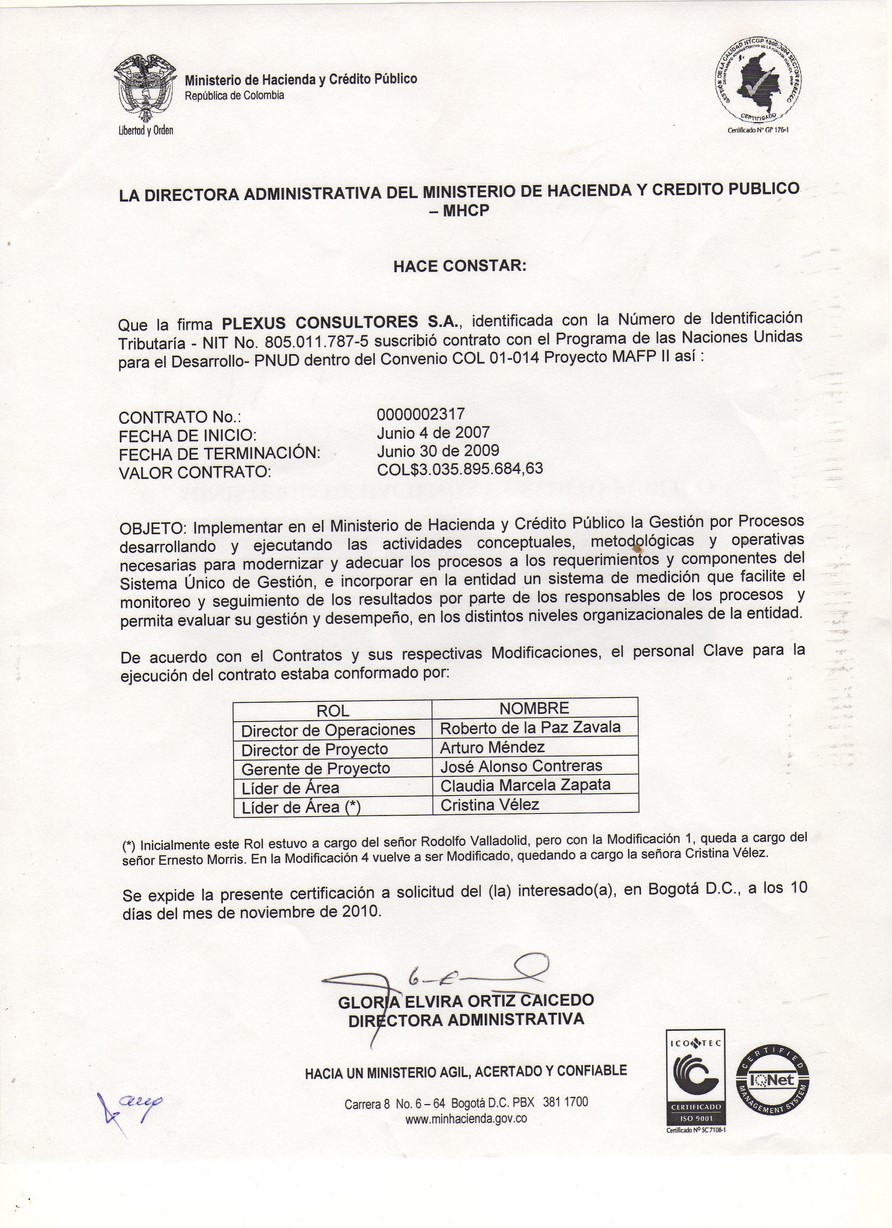 Ministerio de Hacienda y Crédito Público
República de Colombia
Libertad y Orden
CERTIFICADO
Certificado N° GP 176-1
LA DIRECTORA ADMINISTRATIVA DEL MINISTERIO DE HACIENDA Y CREDITO PUBLICO
– MHCP
HACE CONSTAR:
Que la firma PLEXUS CONSULTORES S.A., identificada con la Número de Identificación
Tributaría - NIT No. 805.011.787-5 suscribió contrato con el Programa de las Naciones Unidas
para el Desarrollo- PNUD dentro del Convenio COL 01-014 Proyecto MAFP II así :
CONTRATO No.: 0000002317
FECHA DE INICIO: Junio 4 de 2007
FECHA DE TERMINACIÓN: Junio 30 de 2009
VALOR CONTRATO: COL$3.035.895.684,63
OBJETO: Implementar en el Ministerio de Hacienda y Crédito Público la Gestión por Procesos
desarrollando y ejecutando las actividades conceptuales, metodológicas y operativas
necesarias para modernizar y adecuar los procesos a los requerimientos y componentes del
Sistema Único de Gestión, e incorporar en la entidad un sistema de medición que facilite el
monitoreo y seguimiento de los resultados por parte de los responsables de los procesos y
permita evaluar su gestión y desempeño, en los distintos niveles organizacionales de la entidad.
De acuerdo con el Contratos y sus respectivas Modificaciones, el personal Clave para la
ejecución del contrato estaba conformado por:
ROL NOMBRE
Director de Operaciones Roberto de la Paz Zavala
Director de Proyecto Arturo Méndez
Gerente de Proyecto José Alonso Contreras
Líder de Área Claudia Marcela Zapata
Líder de Área (*) Cristina Vélez
(*) Inicialmente este Rol estuvo a cargo del señor Rodolfo Valladolid, pero con la Modificación 1, queda a cargo del
señor Ernesto Morris. En la Modificación 4 vuelve a ser Modificado, quedando a cargo la señora Cristina Vélez.
Se expide la presente certificación a solicitud del (la) interesado(a), en Bogotá D.C., a los 10
días del mes de noviembre de 2010.
GLORIA ELVIRA ORTIZ CAICEDO
DIRECTORA ADMINISTRATIVA
HACIA UN MINISTERIO AGIL, ACERTADO Y CONFIABLE
Carrera 8 No. 6 – 64 Bogotá D.C. PBX 381 1700
www.minhacienda.gov.co
ICONTEC
CERTIFICADO
ISO 9001
Certificado N° SC 7108-1
CERTIFIED
IQNet
MANAGEMENT SYSTEM